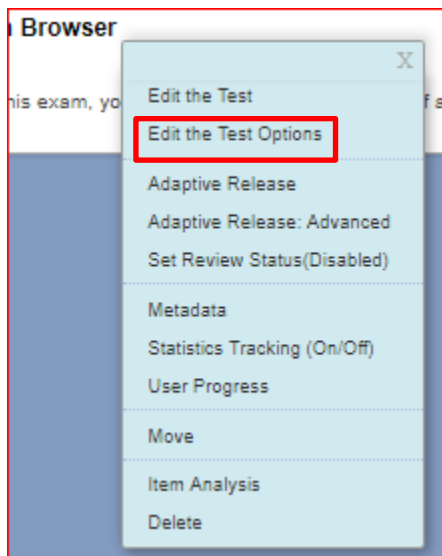 Browser
X
his exam, yo
f a
Edit the Test
Edit the Test Options
Adaptive Release
Adaptive Release: Advanced
Set Review Status(Disabled)
Metadata
Statistics Tracking (On/Off)
User Progress
Move
Item Analysis
Delete